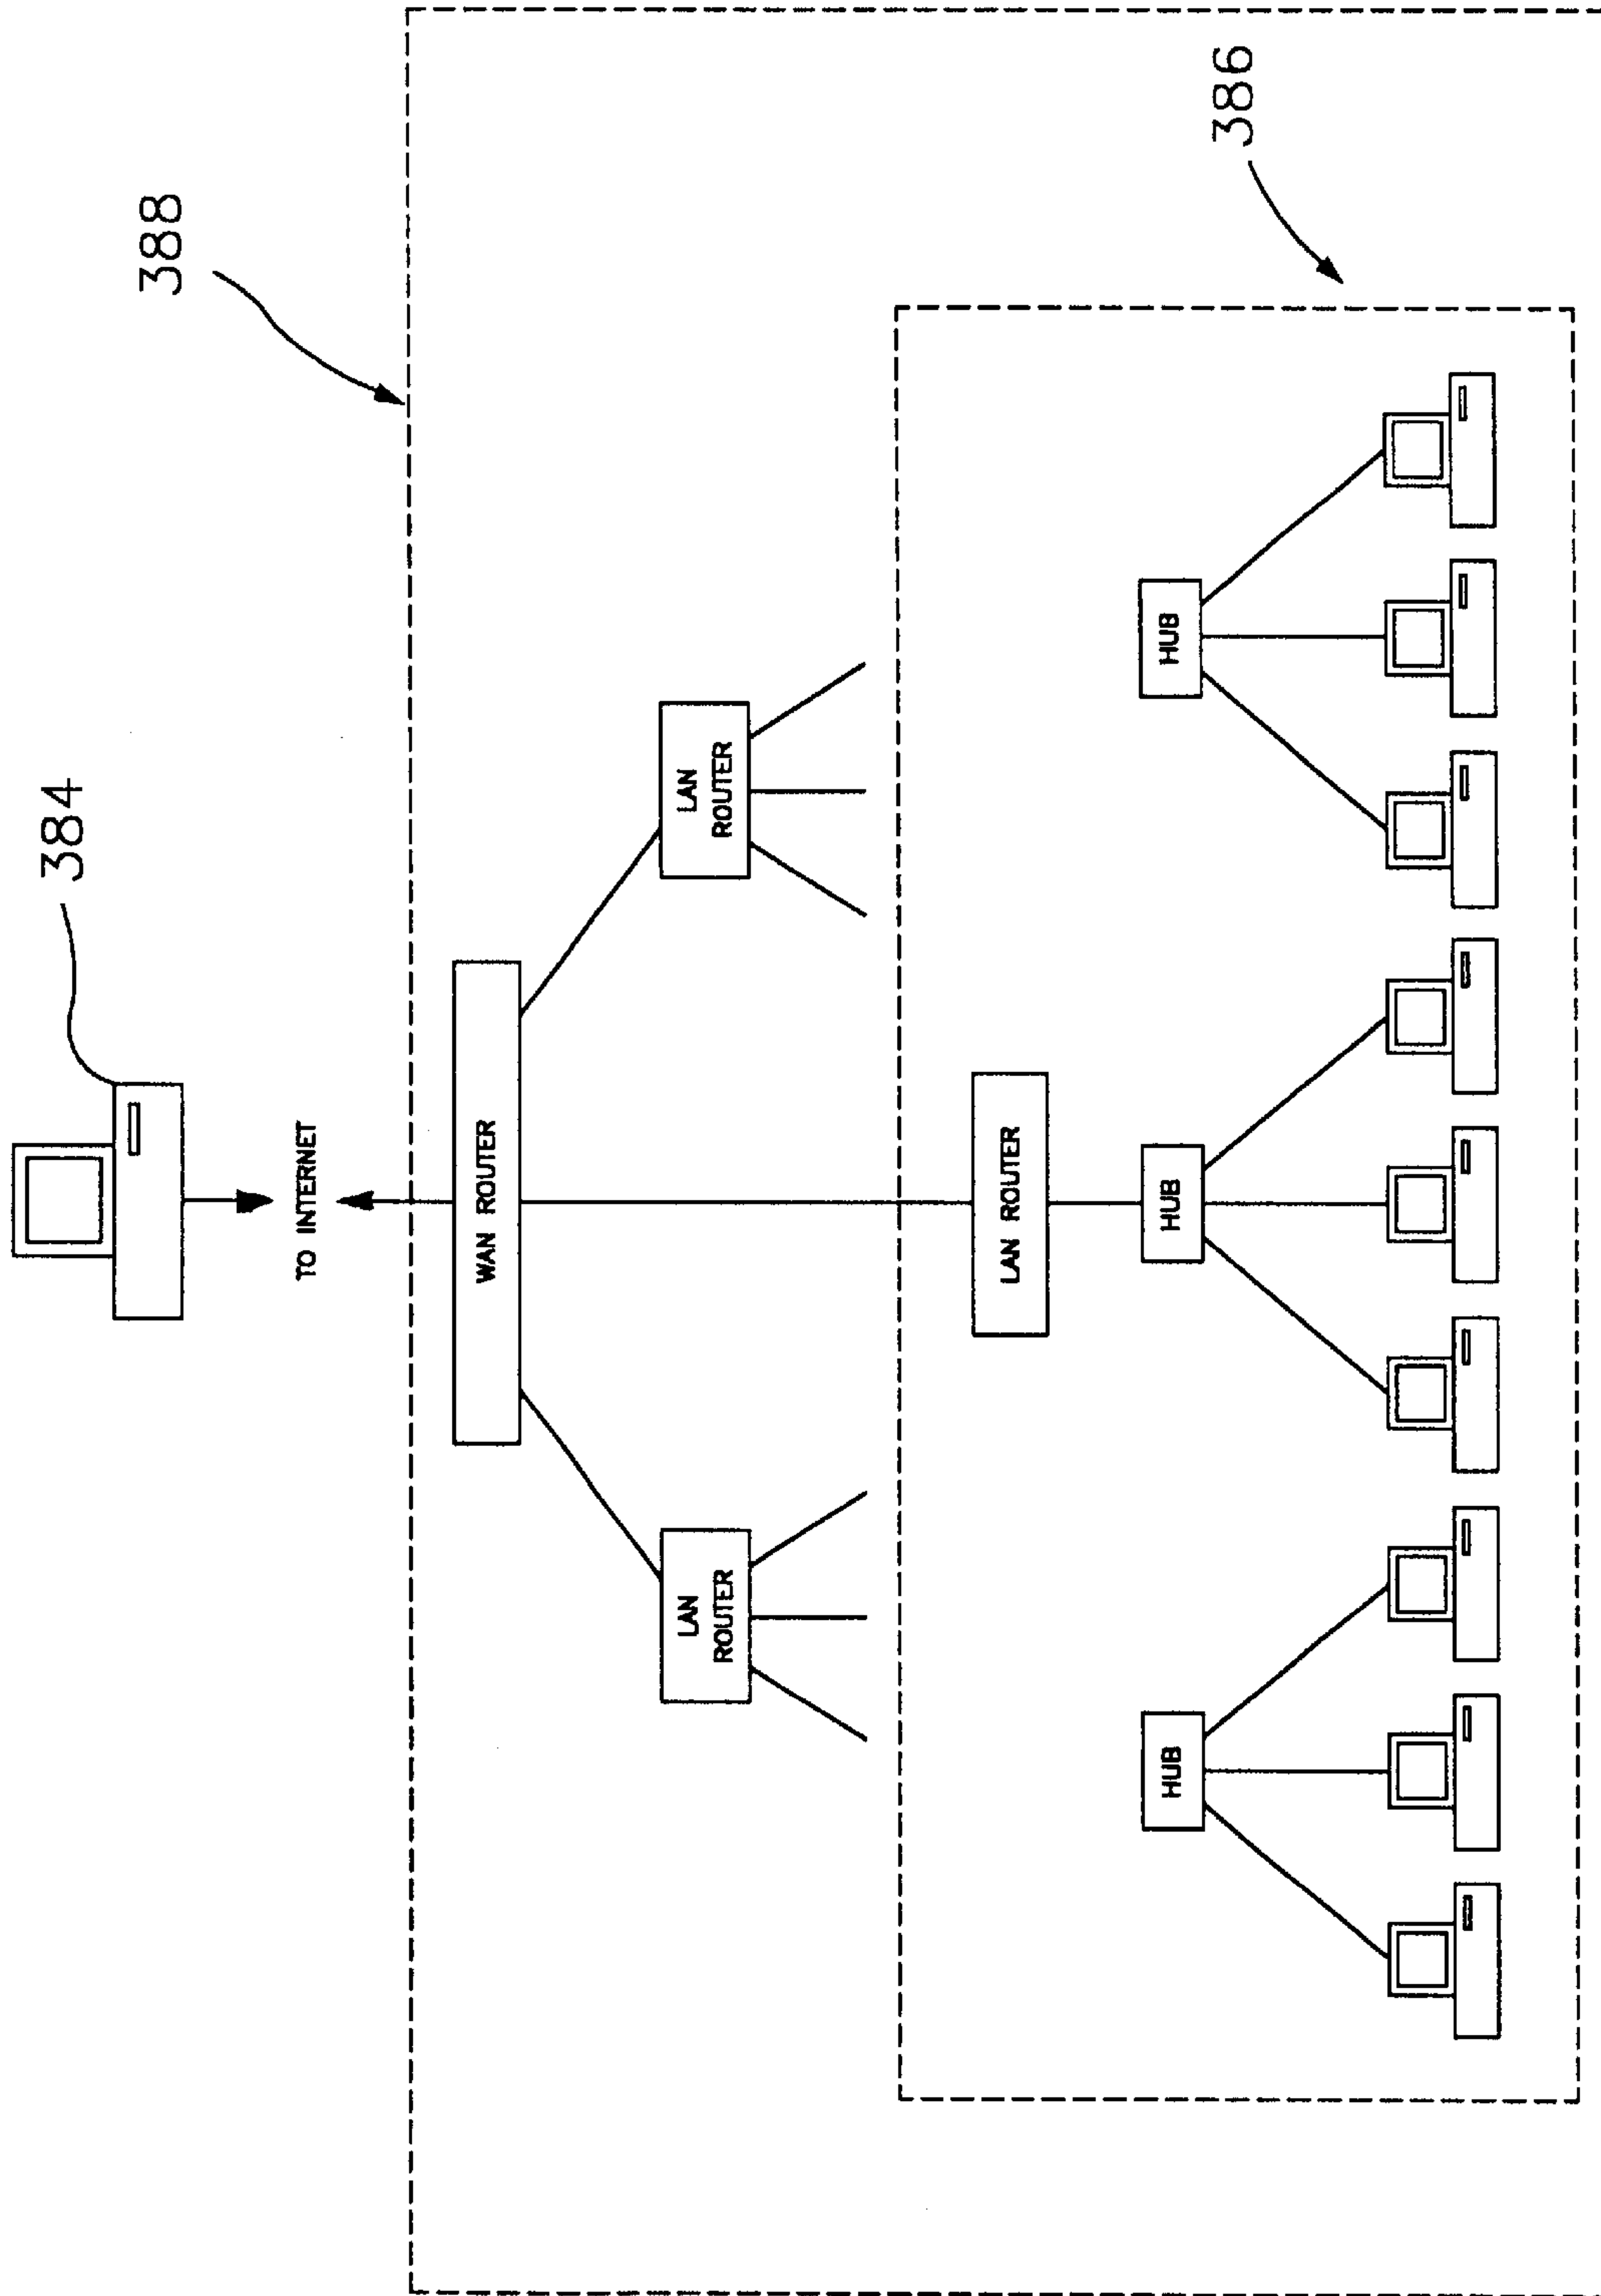 384
388
TO INTERNET
WAN ROUTER
LAN
ROUTER
LAN
ROUTER
386
LAN ROUTER
HUB
HUB
HUB